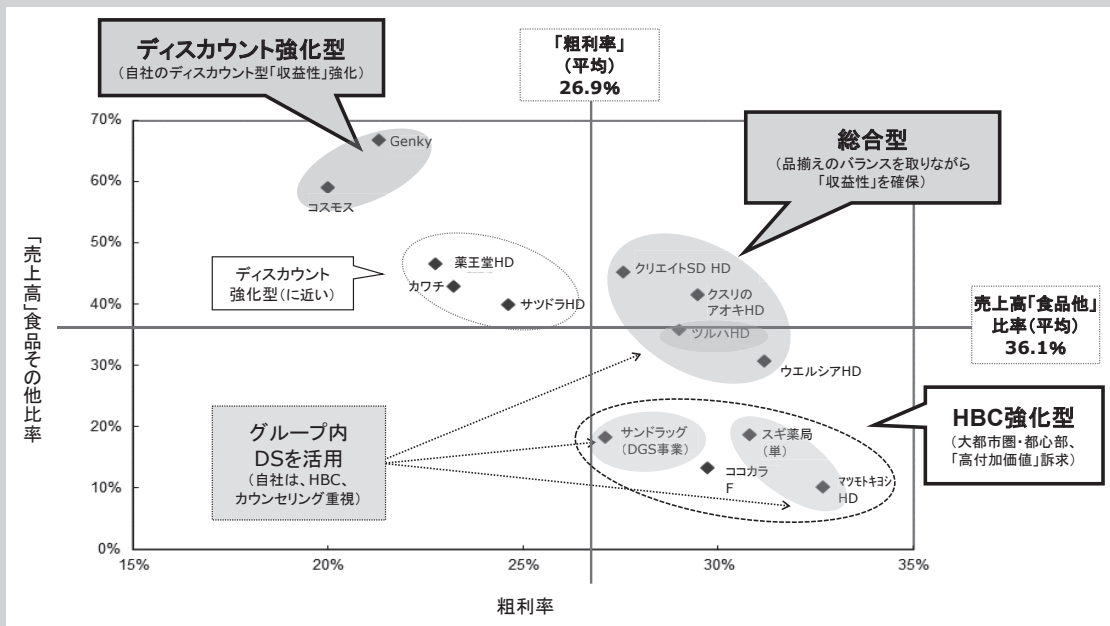 ディスカウント強化型
(自社のディスカウント型「収益性」強化)
「粗利率」
(平均)
26.9%
総合型
(品揃えのバランスを取りながら
「収益性」を確保)
70%
60%
50%
40%
30%
20%
10%
0%
「売上高」食品その他比率
Genky
コスモス
ディスカウント
強化型(に近い)
薬王堂HD
カワチ
サツドラHD
クリエイトSD HD
クスリの
アオキHD
ツルハHD
ウエルシアHD
売上高「食品他」
比率(平均)
36.1%
グループ内
DSを活用
(自社は、HBC、
カウンセリング重視)
サンドラッグ
(DGS事業)
ココカラ
F
スギ薬局
(単)
マツモトキヨシ
HD
HBC強化型
(大都市圏・都心部、
「高付加価値」訴求)
15%
20%
25%
30%
35%
粗利率